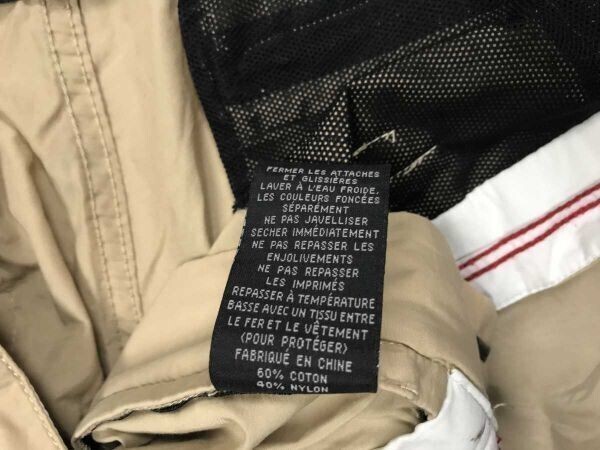 FERMER LES ATTACHES
ET GLISSIÈRES
LAVER À L'EAU FROIDE,
LES COULEURS FONCÉES
SÉPARÉMENT
NE PAS JAVELLISER
SECHER IMMÉDIATEMENT
NE PAS REPASSER LES
ENJOLIVEMENTS
NE PAS REPASSER
LES IMPRIMÉS
REPASSER À TEMPÉRATURE
BASSE AVEC UN TISSU ENTRE
LE FER ET LE VÊTEMENT
(POUR PROTÉGER)
FABRIQUÉ EN CHINE
60% COTON
40% NYLON